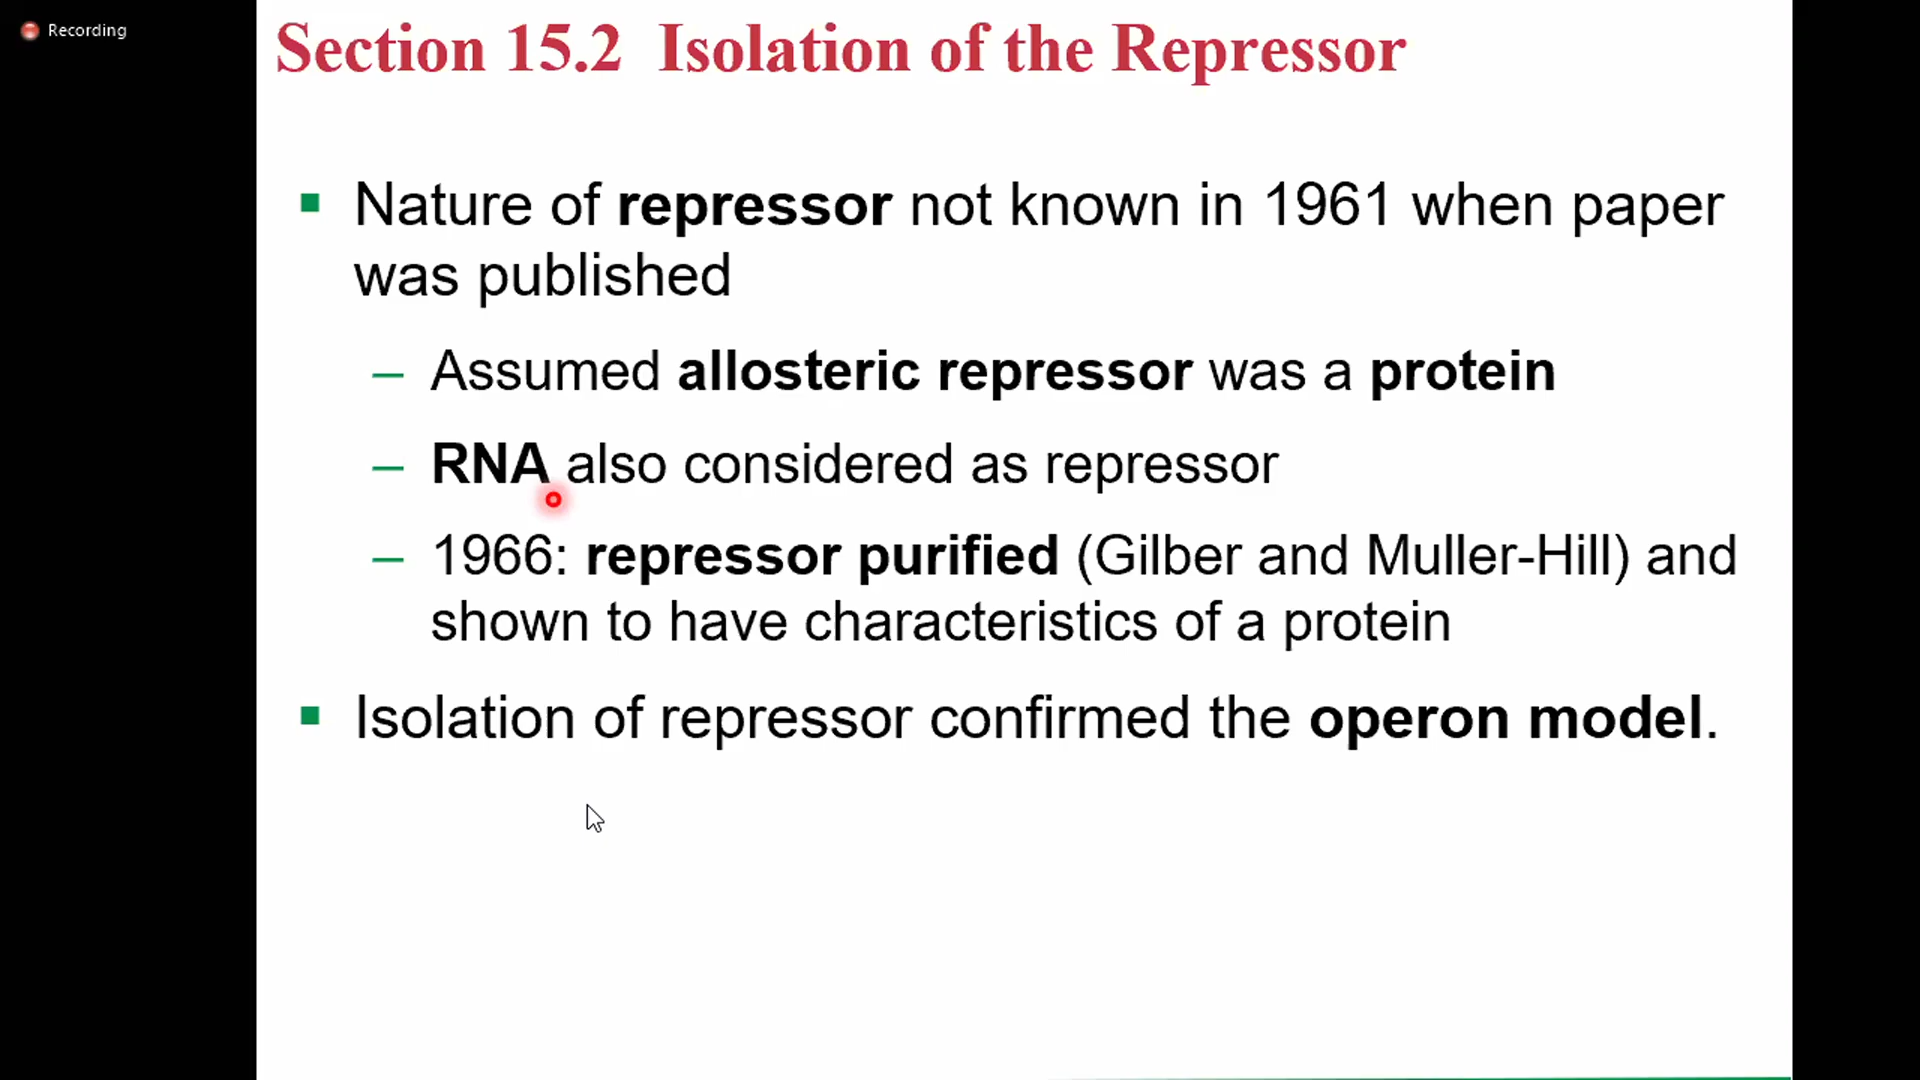 Recording
Section 15.2 Isolation of the Repressor
Nature of repressor not known in 1961 when paper
was published
– Assumed allosteric repressor was a protein
– RNA also considered as repressor
– 1966: repressor purified (Gilber and Muller-Hill) and
shown to have characteristics of a protein
Isolation of repressor confirmed the operon model.